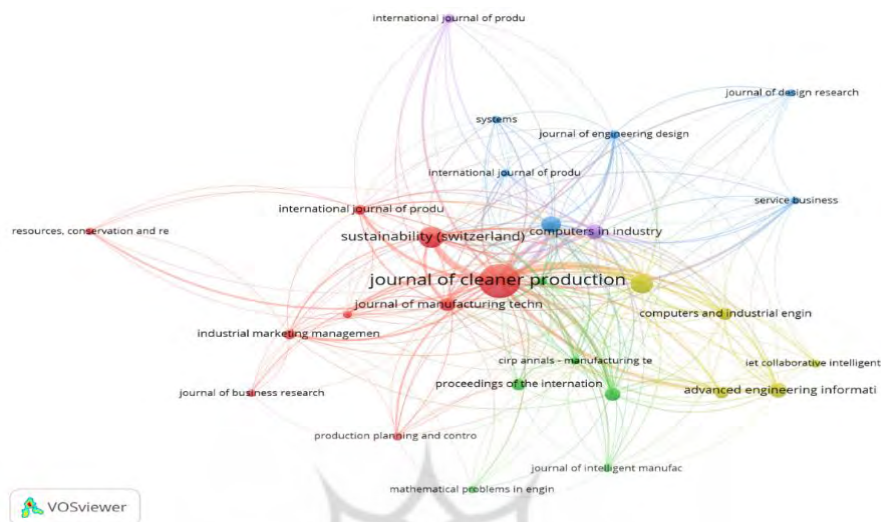 international journal of produ
journal of design research
systems
journal of engineering design
international journal of produ
service business
international journal of produ
resources, conservation and re
sustainability (switzerland)
computers in industry
journal of cleaner production
journal of manufacturing techn
computers and industrial engin
industrial marketing managemen
cirp annals - manufacturing te
iet collaborative intelligent
proceedings of the internation
advanced engineering informati
journal of business research
production planning and contro
journal of intelligent manufac
mathematical problems in engin
VOSviewer